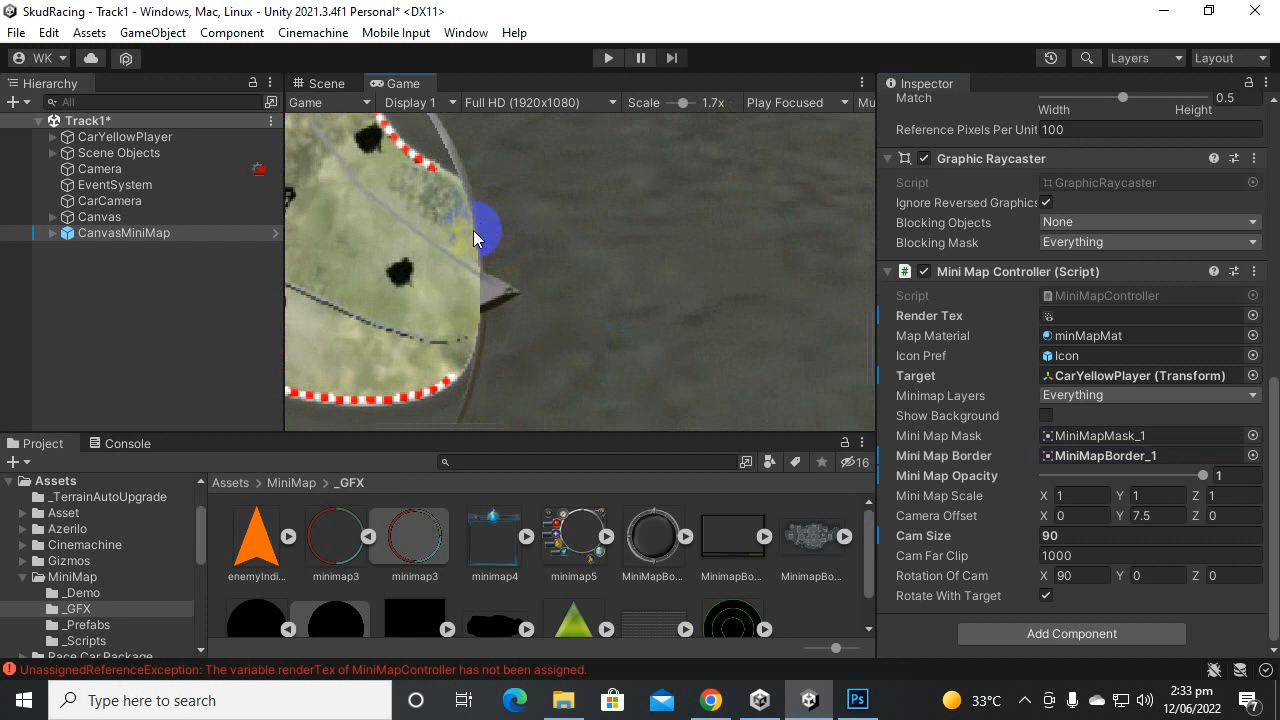 SkudRacing - Track1 - Windows, Mac, Linux - Unity 2021.3.4f1 Personal* <DX11>
File Edit Assets GameObject Component Cinemachine Mobile Input Window Help
WK Layers Layout
Hierarchy Scene Game Inspector
All Game Display 1 Full HD (1920x1080) Scale 1.7x Play Focused Mu
Match 0.5
Width Height
Track1*
Reference Pixels Per Unit 100
CarYellowPlayer
Scene Objects
Graphic Raycaster
Camera
Script GraphicRaycaster
EventSystem
Ignore Reversed Graphics
CarCamera
Blocking Objects None
Canvas
Blocking Mask Everything
CanvasMiniMap
Mini Map Controller (Script)
Script MiniMapController
Render Tex
Map Material minMapMat
Icon Pref Icon
Target CarYellowPlayer (Transform)
Minimap Layers Everything
Show Background
Mini Map Mask MiniMapMask_1
Mini Map Border MiniMapBorder_1
Mini Map Opacity 1
Mini Map Scale X 1 Y 1 Z 1
Camera Offset X 0 Y 7.5 Z 0
Cam Size 90
Cam Far Clip 1000
Rotation Of Cam X 90 Y 0 Z 0
Rotate With Target
Add Component
Project Console
16
Assets
_TerrainAutoUpgrade
Asset
Azerilo
Cinemachine
Gizmos
MiniMap
_Demo
_GFX
_Prefabs
_Scripts
Race Car Package
Assets > MiniMap > _GFX
enemyIndi... minimap3 minimap3 minimap4 minimap5 MiniMapBo... MinimapBo... MinimapBo...
UnassignedReferenceException: The variable renderTex of MiniMapController has not been assigned.
Type here to search
Ps
33°C
2:33 pm
12/06/2022
7